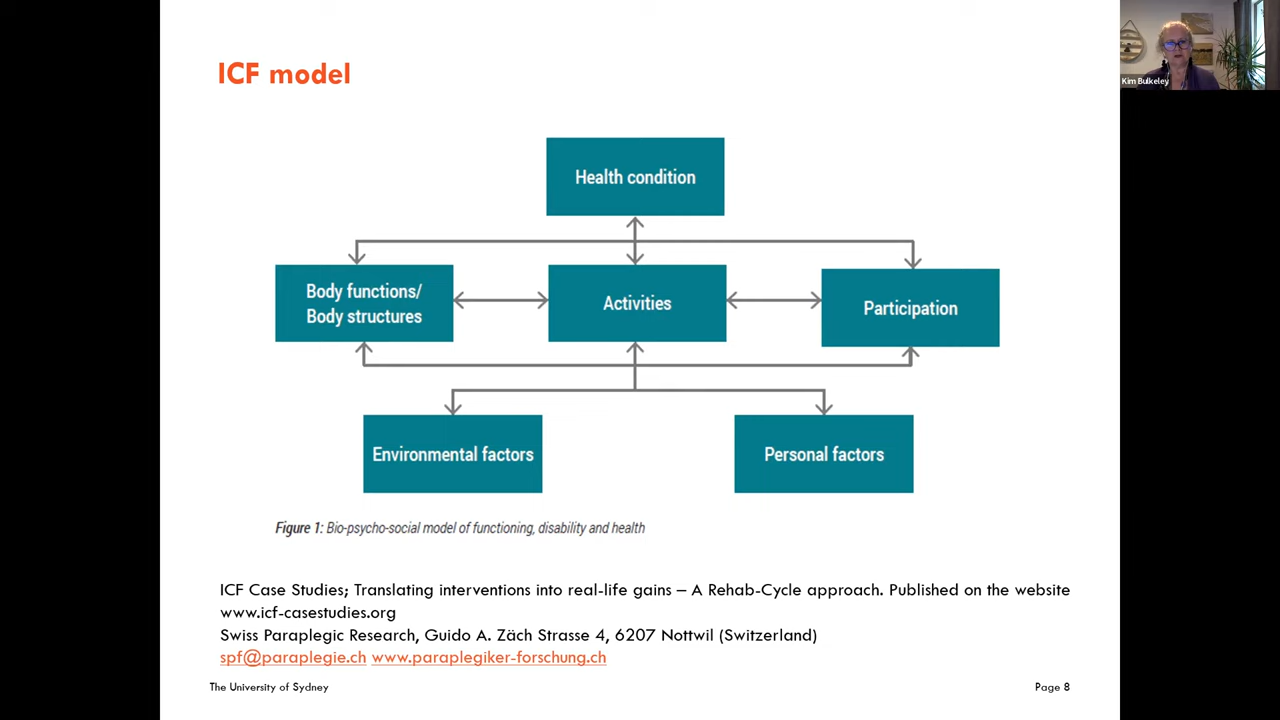 ICF model
Kim Bulkeley
Health condition
Body functions/
Body structures
Activities
Participation
Environmental factors
Personal factors
Figure 1: Bio-psycho-social model of functioning, disability and health
ICF Case Studies; Translating interventions into real-life gains – A Rehab-Cycle approach. Published on the website
www.icf-casestudies.org
Swiss Paraplegic Research, Guido A. Zäch Strasse 4, 6207 Nottwil (Switzerland)
spf@paraplegie.ch www.paraplegiker-forschung.ch
The University of Sydney
Page 8